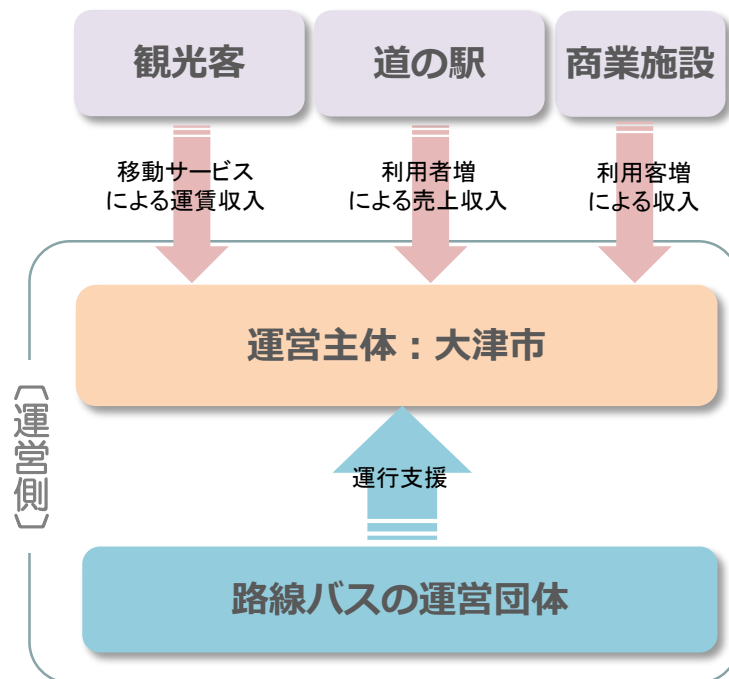 観光客
道の駅
商業施設
移動サービス
による運賃収入
利用者増
による売上収入
利用客増
による収入
運営主体：大津市
〔運営側〕
運行支援
路線バスの運営団体